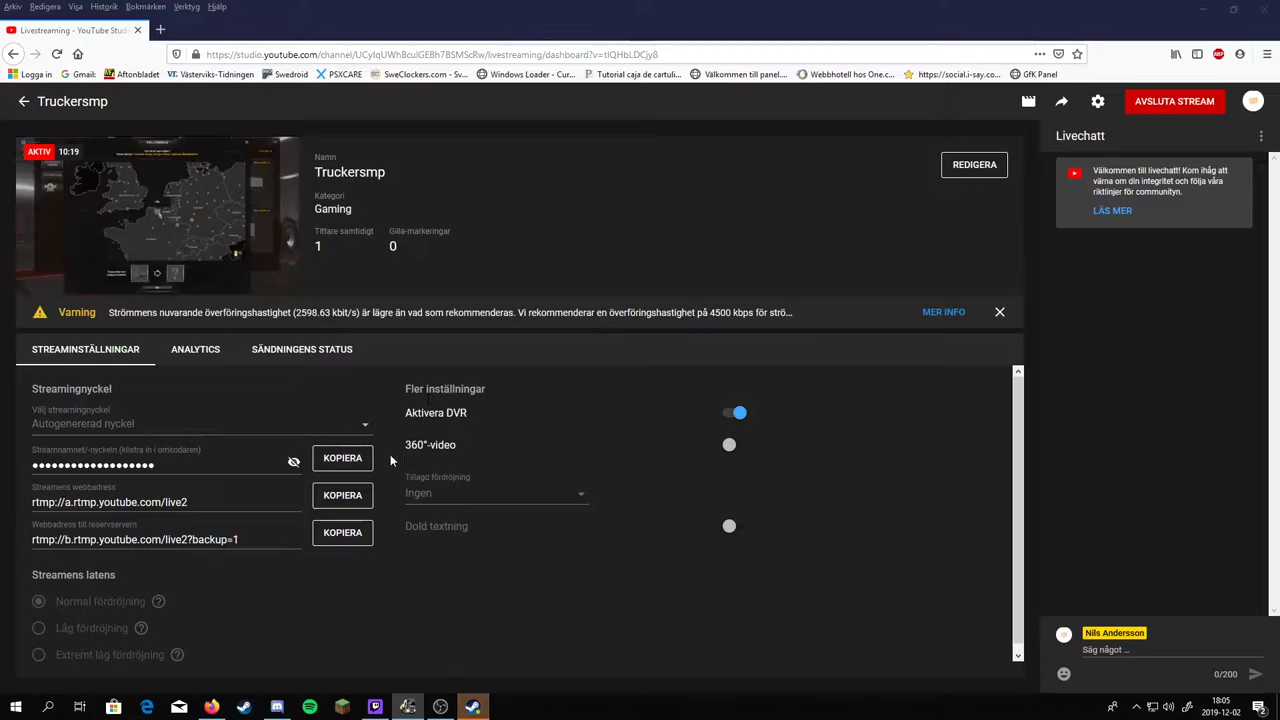 Arkiv Redigera Visa Historik Bokmärken Verktyg Hjälp
Livestreaming - YouTube Studi
https://studio.youtube.com/channel/UCyIqUWhBculGEBh7BSMScRw/livestreaming/dashboard?v=tIQHbLDCjy8
Logga in Gmail: Aftonbladet Västerviks-Tidningen Swedroid PSXCARE SweClockers.com - Sv... Windows Loader - Cur... Tutorial caja de cartuli... Välkommen till panel.... Webbhotell hos One.c... https://social.i-say.co... GfK Panel
Truckersmp
AVSLUTA STREAM
Livechatt
AKTIV 10:19
Namn
Truckersmp
REDIGERA
Kategori
Gaming
Tittare samtidigt Gilla-markeringar
1 0
Välkommen till livechatt! Kom ihåg att
värna om din integritet och följa våra
riktlinjer för communityn.
LÄS MER
Varning Strömmens nuvarande överföringshastighet (2598.63 kbit/s) är lägre än vad som rekommenderas. Vi rekommenderar en överföringshastighet på 4500 kbps för strö... MER INFO
STREAMINSTÄLLNINGAR ANALYTICS SÄNDNINGENS STATUS
Streamingnyckel
Välj streamingnyckel
Autogenererad nyckel
Streamnamnet/-nyckeln (klistra in i omkodaren)
●●●●●●●●●●●●●●●●●●●
KOPIERA
Streamens webbadress
rtmp://a.rtmp.youtube.com/live2
KOPIERA
Webbadress till reservservern
rtmp://b.rtmp.youtube.com/live2?backup=1
KOPIERA
Streamens latens
Normal fördröjning
Låg fördröjning
Extremt låg fördröjning
Fler inställningar
Aktivera DVR
360°-video
Tillagd fördröjning
Ingen
Dold textning
Nils Andersson
Säg något ...
0/200
18:05
2019-12-02